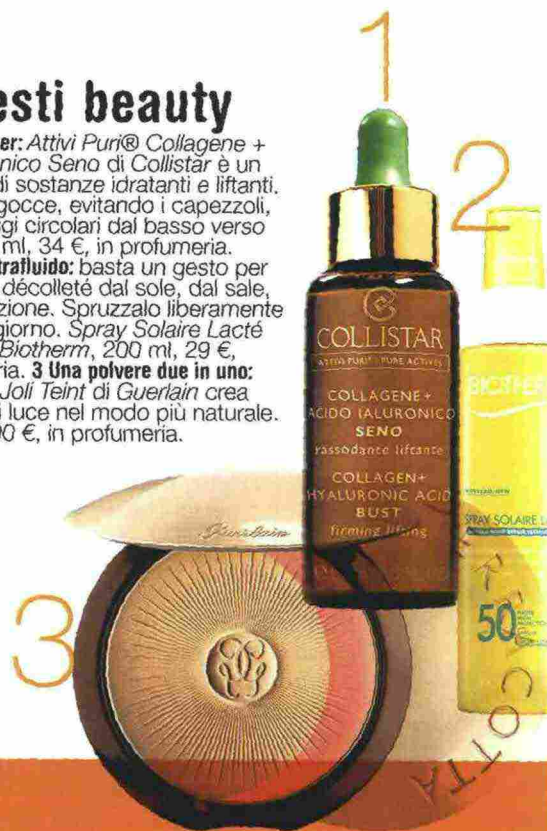 1
esti beauty
er: Attivi Puri® Collagene +
nico Seno di Collistar è un
di sostanze idratanti e liftanti.
gocce, evitando i capezzoli,
gi circolari dal basso verso
ml, 34 €, in profumeria.
trafluido: basta un gesto per
décolleté dal sole, dal sale,
zione. Spruzzalo liberamente
giorno. Spray Solaire Lacté
Biotherm, 200 ml, 29 €,
ria. 3 Una polvere due in uno:
Joli Teint di Guerlain crea
i luce nel modo più naturale.
00 €, in profumeria.
2
COLLISTAR
ATTIVI PURI PURE ACTIVES
COLLAGENE+
ACIDO IALURONICO
SENO
rassodante liftante
COLLAGEN+
HYALURONIC ACID
BUST
firming lifting
BIOTHER
SPRAY SOLAIRE L
50
3
Guerlain
TERRACOTTA